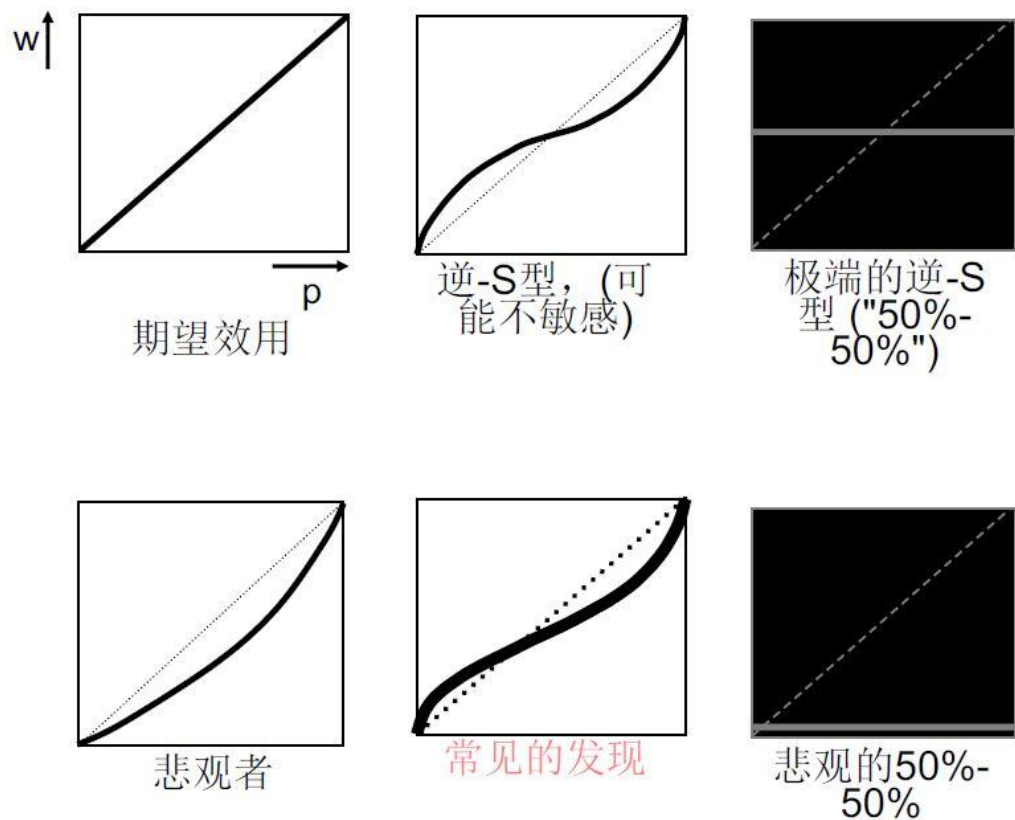 w
p
期望效用
逆-S型，(可
能不敏感)
极端的逆-S
型 ("50%-
50%")
悲观者
常见的发现
悲观的50%-
50%